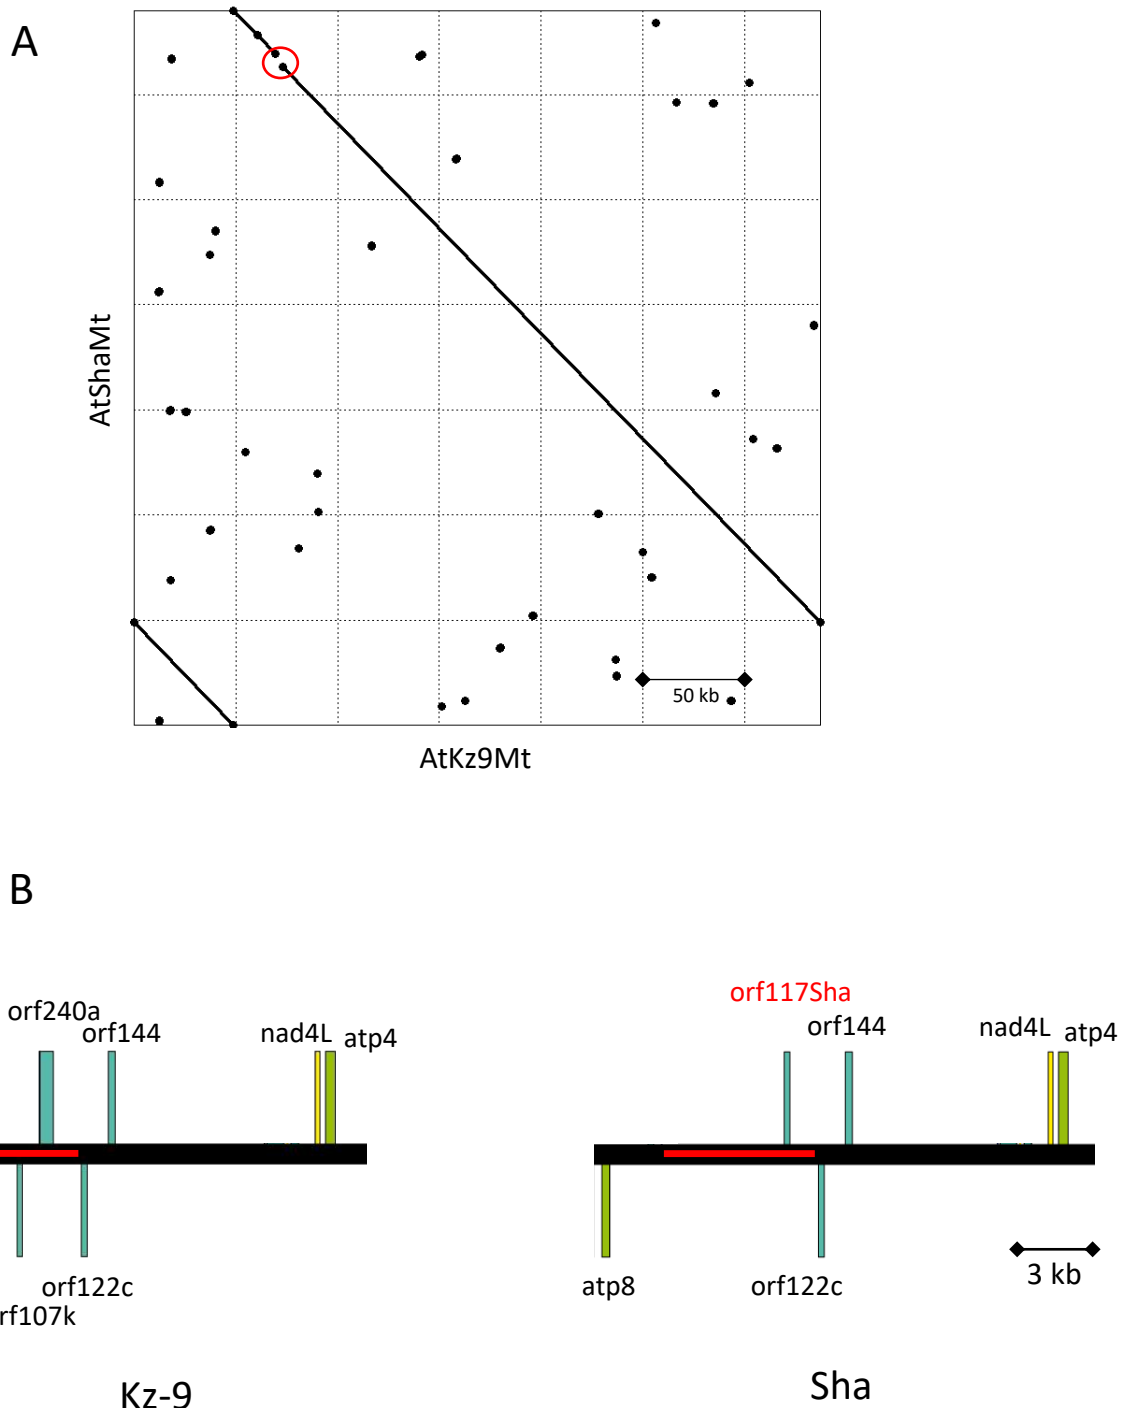 A
AtShaMt
50 kb
AtKz9Mt
B
orf240a
orf144
nad4L
atp4
orf122c
rf107k
Kz-9
orf117Sha
orf144
nad4L
atp4
atp8
orf122c
3 kb
Sha